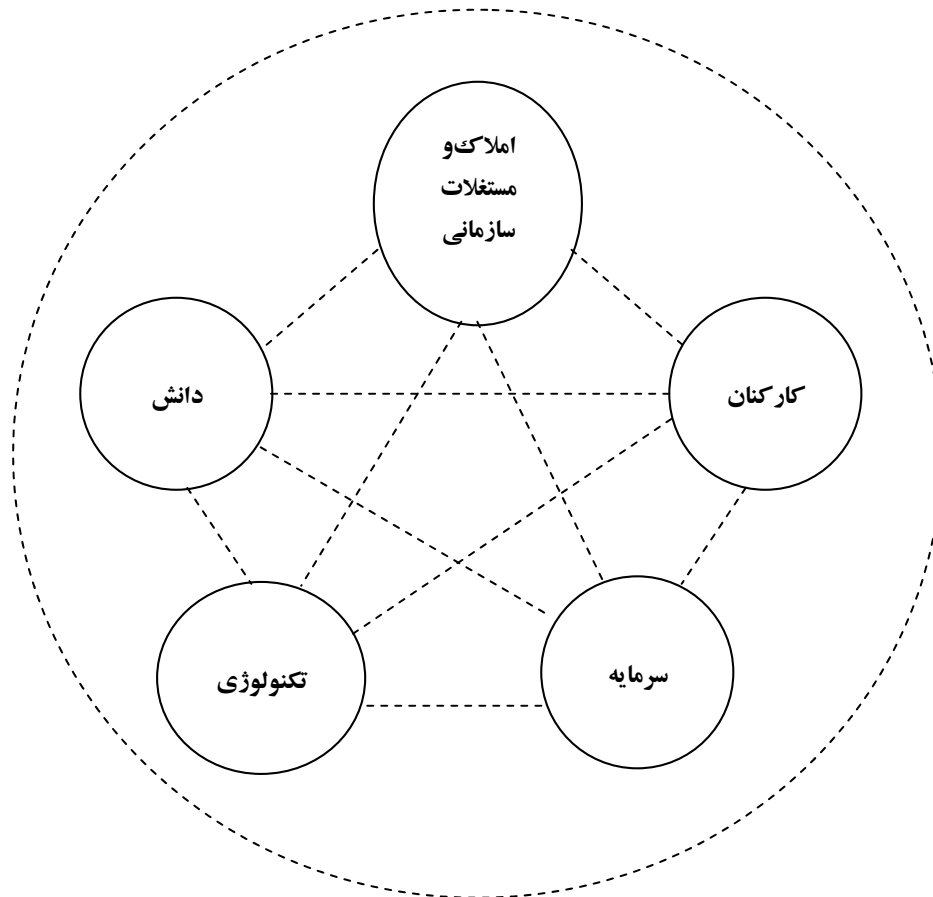 املاک و
مستغلات
سازمانی
کارکنان
دانش
سرمایه
تکنولوژی